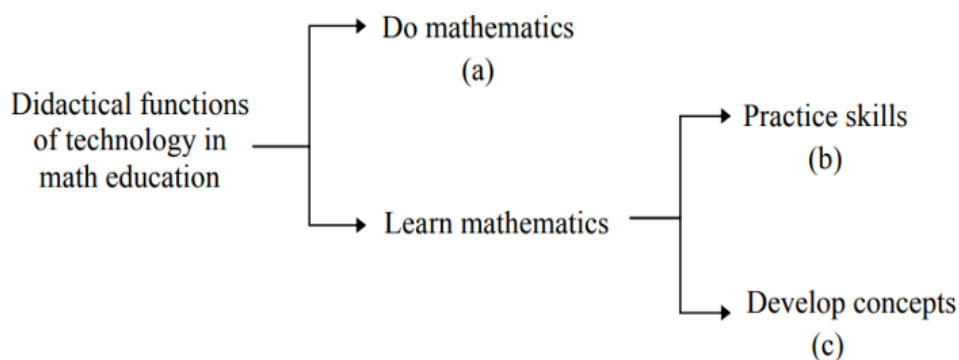 Do mathematics
(a)
Didactical functions
of technology in
math education
Practice skills
(b)
Learn mathematics
Develop concepts
(c)